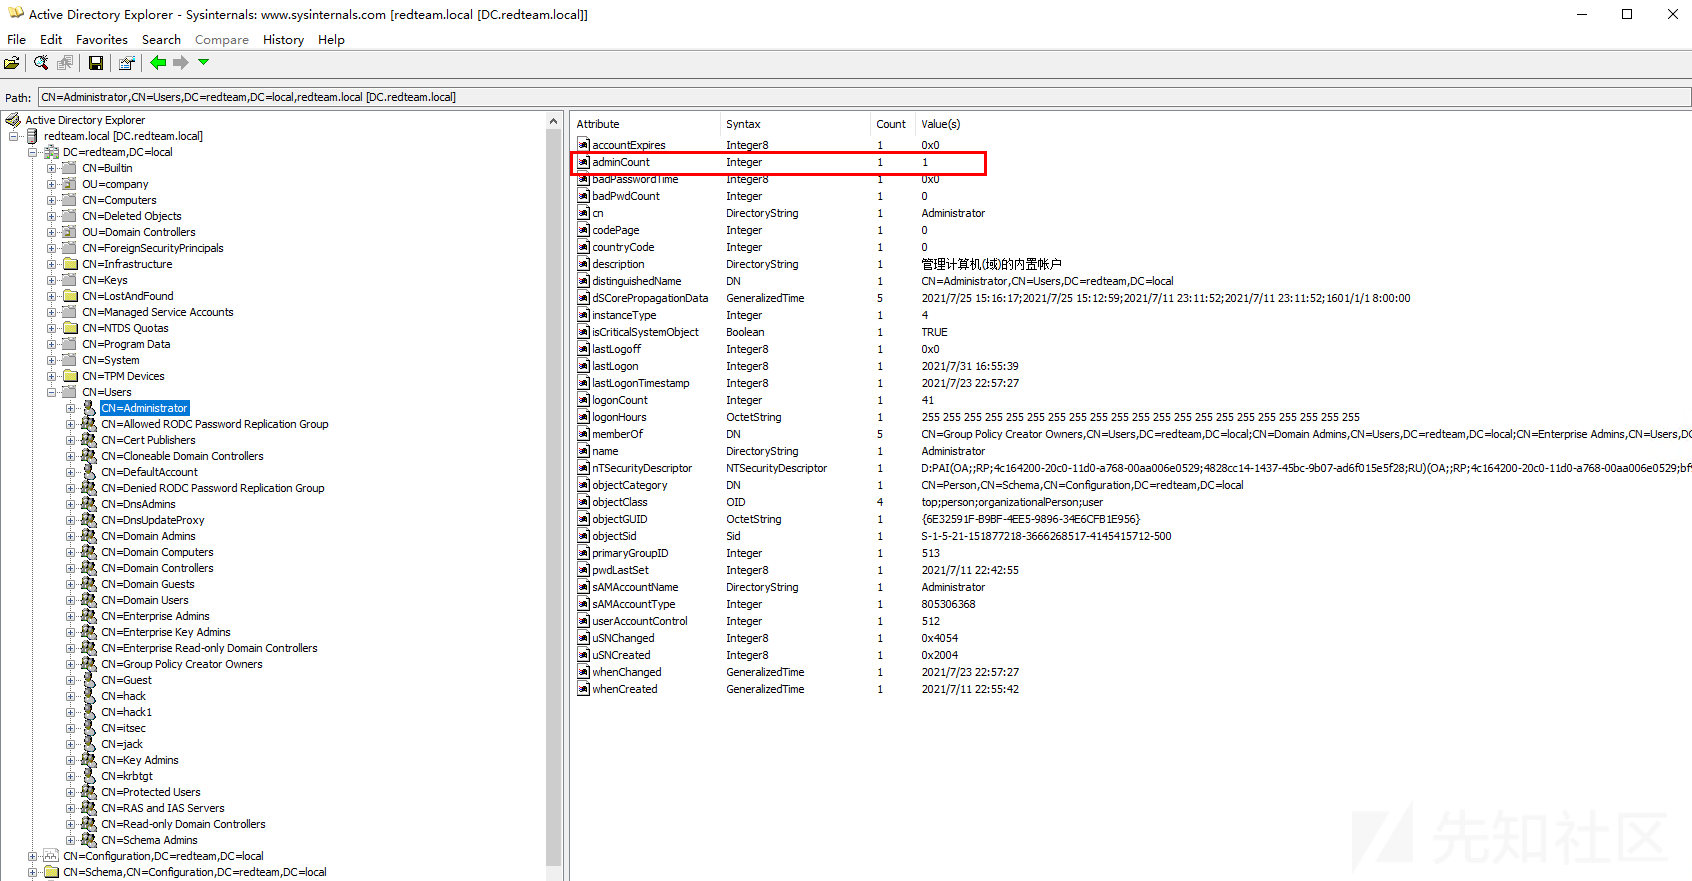 Active Directory Explorer - Sysinternals: www.sysinternals.com [redteam.local [DC.redteam.local]]
File Edit Favorites Search Compare History Help
Path: CN=Administrator,CN=Users,DC=redteam,DC=local,redteam.local [DC.redteam.local]
Active Directory Explorer
redteam.local [DC.redteam.local]
DC=redteam,DC=local
CN=Builtin
OU=company
CN=Computers
CN=Deleted Objects
OU=Domain Controllers
CN=ForeignSecurityPrincipals
CN=Infrastructure
CN=Keys
CN=LostAndFound
CN=Managed Service Accounts
CN=NTDS Quotas
CN=Program Data
CN=System
CN=TPM Devices
CN=Users
CN=Administrator
CN=Allowed RODC Password Replication Group
CN=Cert Publishers
CN=Cloneable Domain Controllers
CN=DefaultAccount
CN=Denied RODC Password Replication Group
CN=DnsAdmins
CN=DnsUpdateProxy
CN=Domain Admins
CN=Domain Computers
CN=Domain Controllers
CN=Domain Guests
CN=Domain Users
CN=Enterprise Admins
CN=Enterprise Key Admins
CN=Enterprise Read-only Domain Controllers
CN=Group Policy Creator Owners
CN=Guest
CN=hack
CN=hack1
CN=itsec
CN=jack
CN=Key Admins
CN=krbtgt
CN=Protected Users
CN=RAS and IAS Servers
CN=Read-only Domain Controllers
CN=Schema Admins
CN=Configuration,DC=redteam,DC=local
CN=Schema,CN=Configuration,DC=redteam,DC=local
Attribute Syntax Count Value(s)
accountExpires Integer8 1 0x0
adminCount Integer 1 1
badPasswordTime Integer8 1 0x0
badPwdCount Integer 1 0
cn DirectoryString 1 Administrator
codePage Integer 1 0
countryCode Integer 1 0
description DirectoryString 1 管理计算机(域)的内置帐户
distinguishedName DN 1 CN=Administrator,CN=Users,DC=redteam,DC=local
dSCorePropagationData GeneralizedTime 5 2021/7/25 15:16:17;2021/7/25 15:12:59;2021/7/11 23:11:52;2021/7/11 23:11:52;1601/1/1 8:00:00
instanceType Integer 1 4
isCriticalSystemObject Boolean 1 TRUE
lastLogoff Integer8 1 0x0
lastLogon Integer8 1 2021/7/31 16:55:39
lastLogonTimestamp Integer8 1 2021/7/23 22:57:27
logonCount Integer 1 41
logonHours OctetString 1 255 255 255 255 255 255 255 255 255 255 255 255 255 255 255 255 255 255 255 255 255
memberOf DN 5 CN=Group Policy Creator Owners,CN=Users,DC=redteam,DC=local;CN=Domain Admins,CN=Users,DC=redteam,DC=local;CN=Enterprise Admins,CN=Users,DC
name DirectoryString 1 Administrator
nTSecurityDescriptor NTSecurityDescriptor 1 D:PAI(OA;;RP;4c164200-20c0-11d0-a768-00aa006e0529;4828cc14-1437-45bc-9b07-ad6f015e5f28;RU)(OA;;RP;4c164200-20c0-11d0-a768-00aa006e0529;bf9
objectCategory DN 1 CN=Person,CN=Schema,CN=Configuration,DC=redteam,DC=local
objectClass OID 4 top;person;organizationalPerson;user
objectGUID OctetString 1 {6E32591F-B9BF-4EE5-9896-34E6CFB1E956}
objectSid Sid 1 S-1-5-21-151877218-3666268517-4145415712-500
primaryGroupID Integer 1 513
pwdLastSet Integer8 1 2021/7/11 22:42:55
sAMAccountName DirectoryString 1 Administrator
sAMAccountType Integer 1 805306368
userAccountControl Integer 1 512
uSNChanged Integer8 1 0x4054
uSNCreated Integer8 1 0x2004
whenChanged GeneralizedTime 1 2021/7/23 22:57:27
whenCreated GeneralizedTime 1 2021/7/11 22:55:42
先知社区